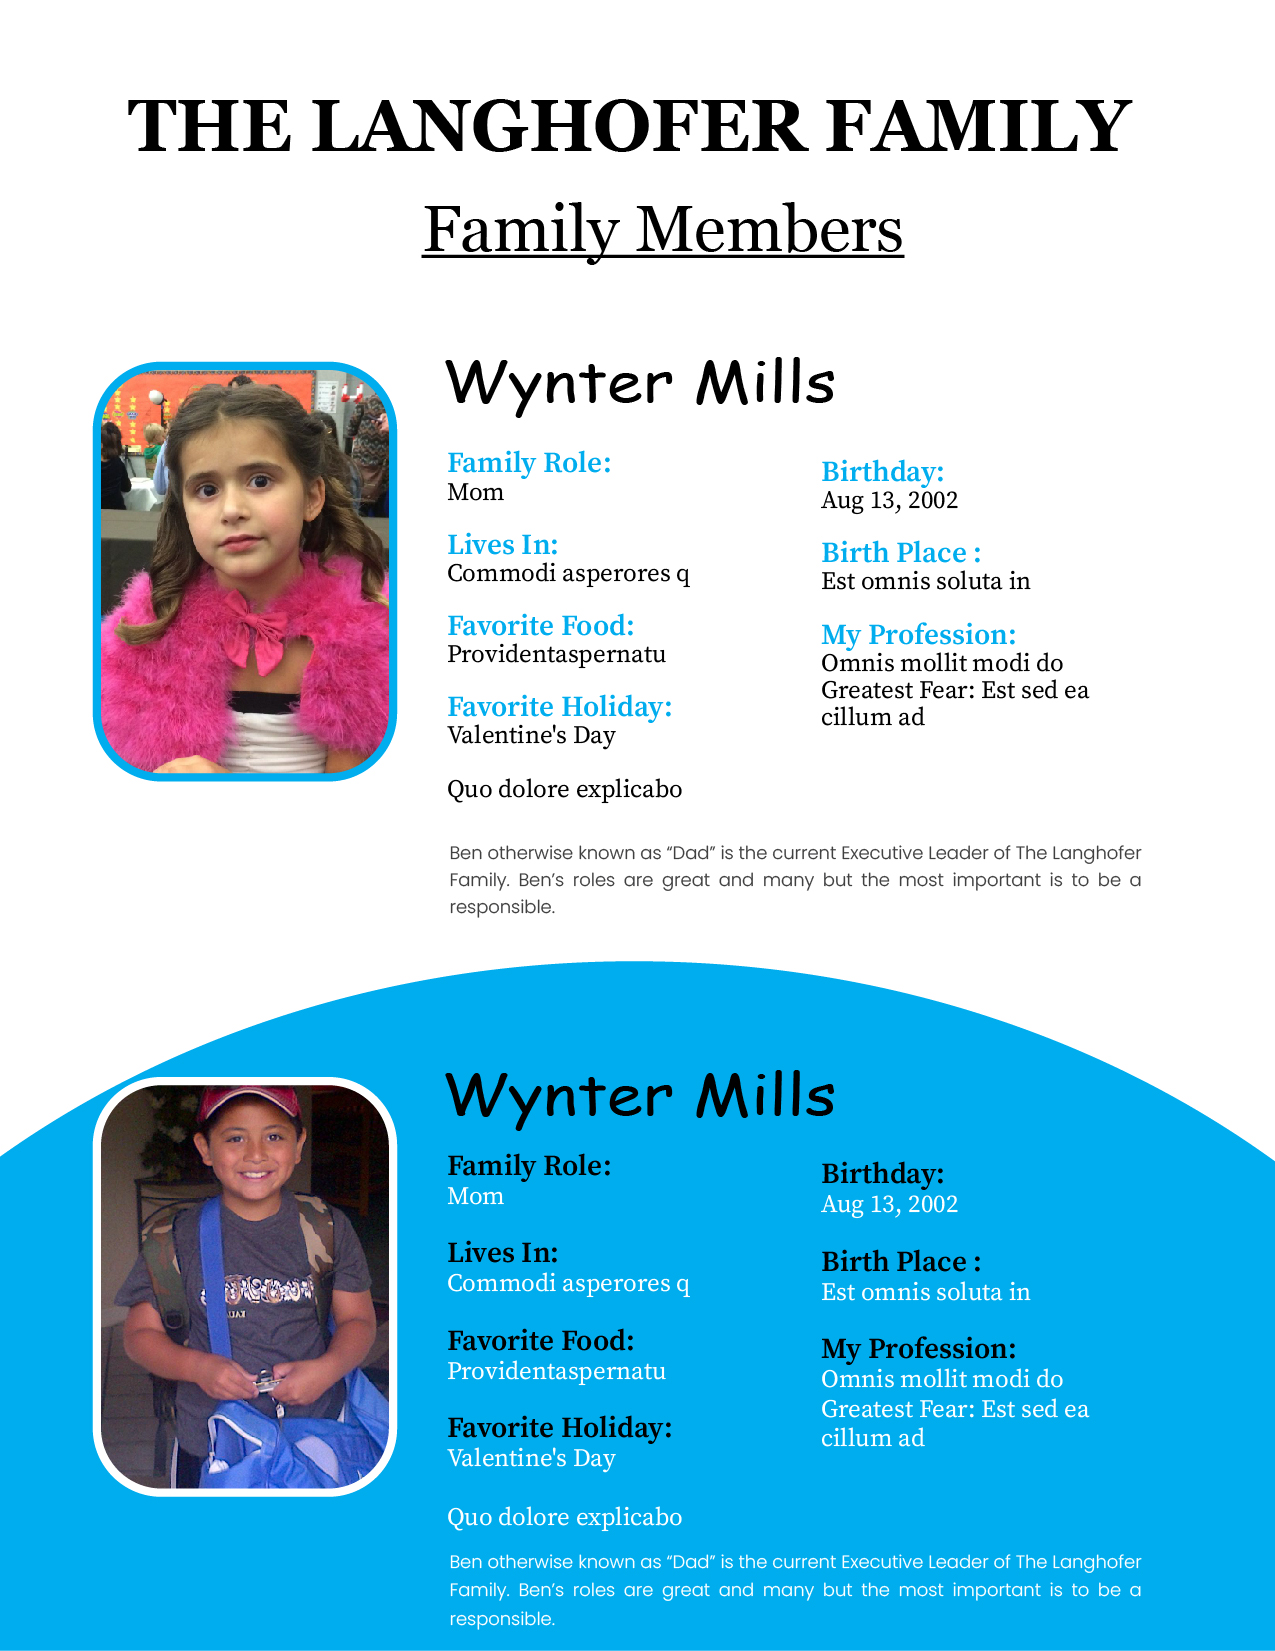 THE LANGHOFER FAMILY
Family Members
Wynter Mills
Family Role:
Mom
Lives In:
Commodi asperores q
Favorite Food:
Providentaspernatu
Favorite Holiday:
Valentine's Day
Quo dolore explicabo
Birthday:
Aug 13, 2002
Birth Place :
Est omnis soluta in
My Profession:
Omnis mollit modi do
Greatest Fear: Est sed ea
cillum ad
Ben otherwise known as “Dad” is the current Executive Leader of The Langhofer
Family. Ben’s roles are great and many but the most important is to be a
responsible.
Wynter Mills
Family Role:
Mom
Lives In:
Commodi asperores q
Favorite Food:
Providentaspernatu
Favorite Holiday:
Valentine's Day
Quo dolore explicabo
Birthday:
Aug 13, 2002
Birth Place :
Est omnis soluta in
My Profession:
Omnis mollit modi do
Greatest Fear: Est sed ea
cillum ad
Ben otherwise known as “Dad” is the current Executive Leader of The Langhofer
Family. Ben’s roles are great and many but the most important is to be a
responsible.